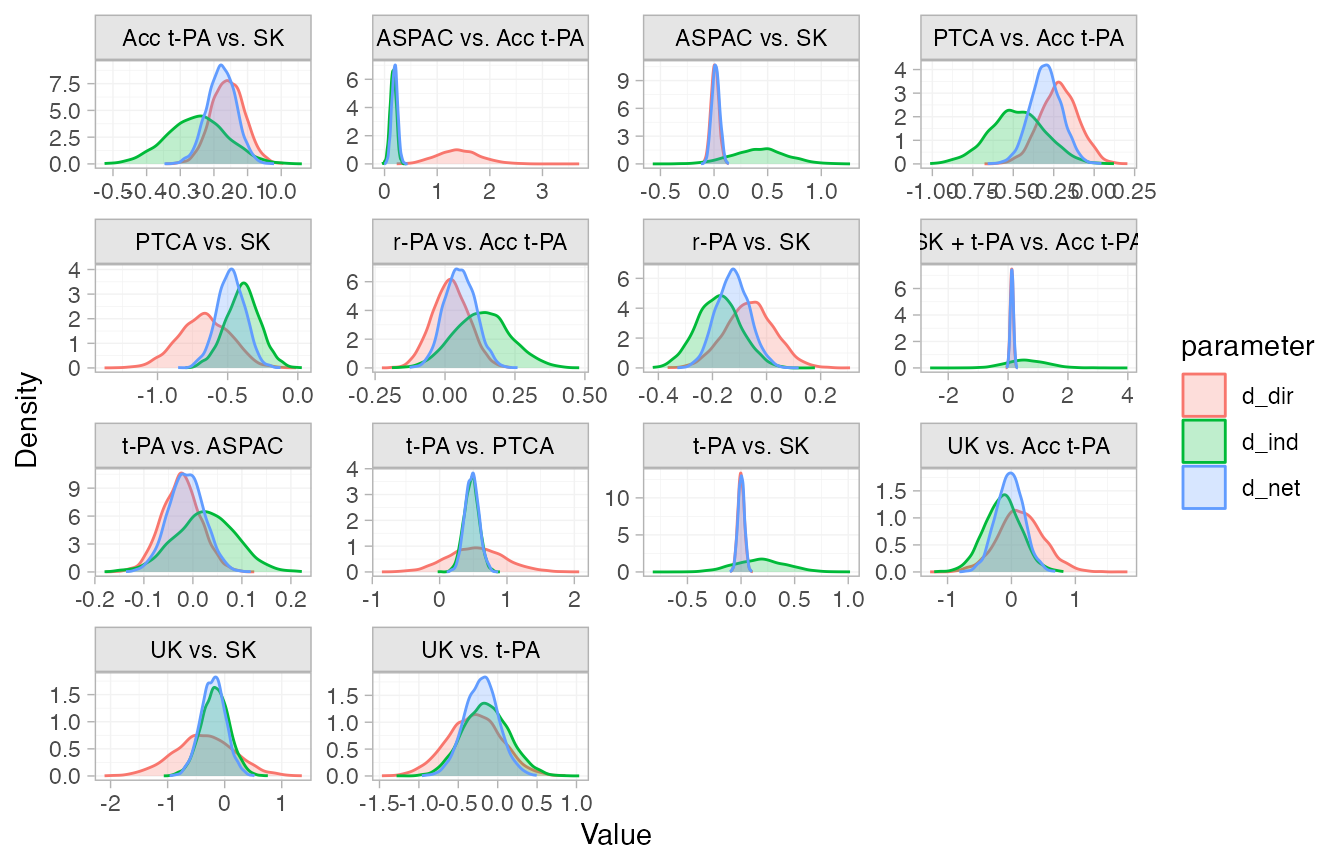 Acc t-PA vs. SK
7.5
5.0
2.5
0.0
-0.5 -0.4 -0.3 -0.2 -0.1 0.0
ASPAC vs. Acc t-PA
6
4
2
0
0 1 2 3
ASPAC vs. SK
9
6
3
0
-0.5 0.0 0.5 1.0
PTCA vs. Acc t-PA
4
3
2
1
0
-1.00 -0.75 -0.50 -0.25 0.00 0.25
PTCA vs. SK
4
3
2
1
0
-1.0 -0.5 0.0
r-PA vs. Acc t-PA
6
4
2
0
-0.25 0.00 0.25 0.50
r-PA vs. SK
6
4
2
0
-0.4 -0.2 0.0 0.2
SK + t-PA vs. Acc t-PA
6
4
2
0
-2 0 2 4
t-PA vs. ASPAC
9
6
3
0
-0.2 -0.1 0.0 0.1 0.2
t-PA vs. PTCA
4
3
2
1
0
-1 0 1 2
t-PA vs. SK
10
5
0
-0.5 0.0 0.5 1.0
UK vs. Acc t-PA
1.5
1.0
0.5
0.0
-1 0 1
UK vs. SK
1.5
1.0
0.5
0.0
-2 -1 0 1
UK vs. t-PA
1.5
1.0
0.5
0.0
-1.5 -1.0 -0.5 0.0 0.5 1.0
Density
Value
parameter
d_dir
d_ind
d_net